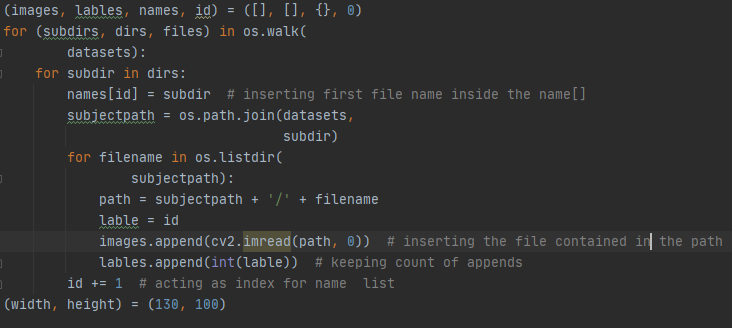 (images, lables, names, id) = ([], [], {}, 0)
for (subdirs, dirs, files) in os.walk(
        datasets):
    for subdir in dirs:
        names[id] = subdir  # inserting first file name inside the name[]
        subjectpath = os.path.join(datasets,
                                   subdir)
        for filename in os.listdir(
                subjectpath):
            path = subjectpath + '/' + filename
            lable = id
            images.append(cv2.imread(path, 0))  # inserting the file contained in the path
            lables.append(int(lable))  # keeping count of appends
        id += 1  # acting as index for name  list
(width, height) = (130, 100)